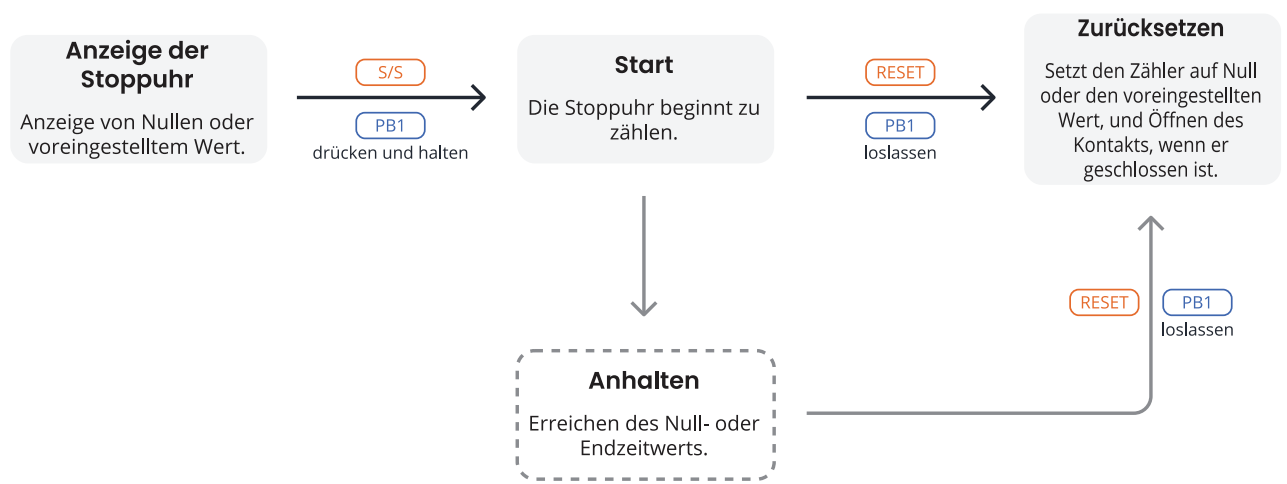 Anzeige der
Stoppuhr
Anzeige von Nullen oder
voreingestelltem Wert.
S/S
PB1
drücken und halten
Start
Die Stoppuhr beginnt zu
zählen.
RESET
PB1
loslassen
Zurücksetzen
Setzt den Zähler auf Null
oder den voreingestellten
Wert, und Öffnen des
Kontakts, wenn er
geschlossen ist.
RESET
PB1
loslassen
Anhalten
Erreichen des Null- oder
Endzeitwerts.